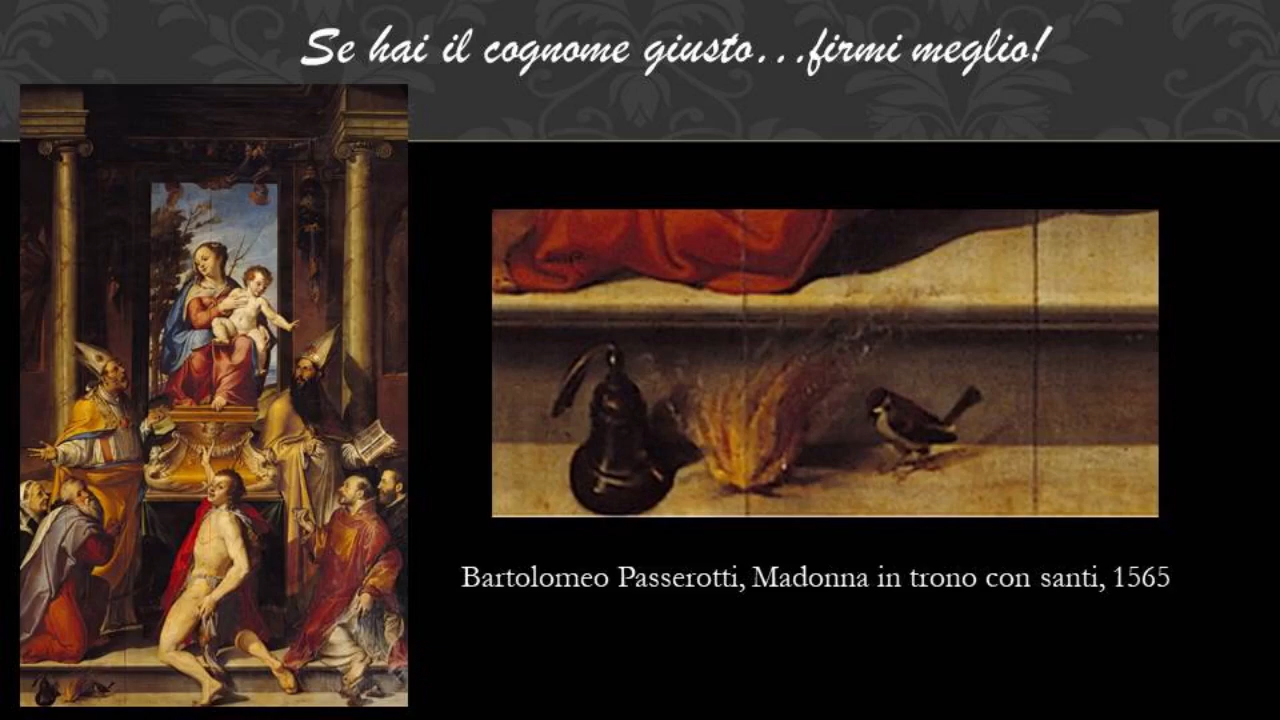 Se hai il cognome giusto...firmi meglio!
Bartolomeo Passerotti, Madonna in trono con santi, 1565